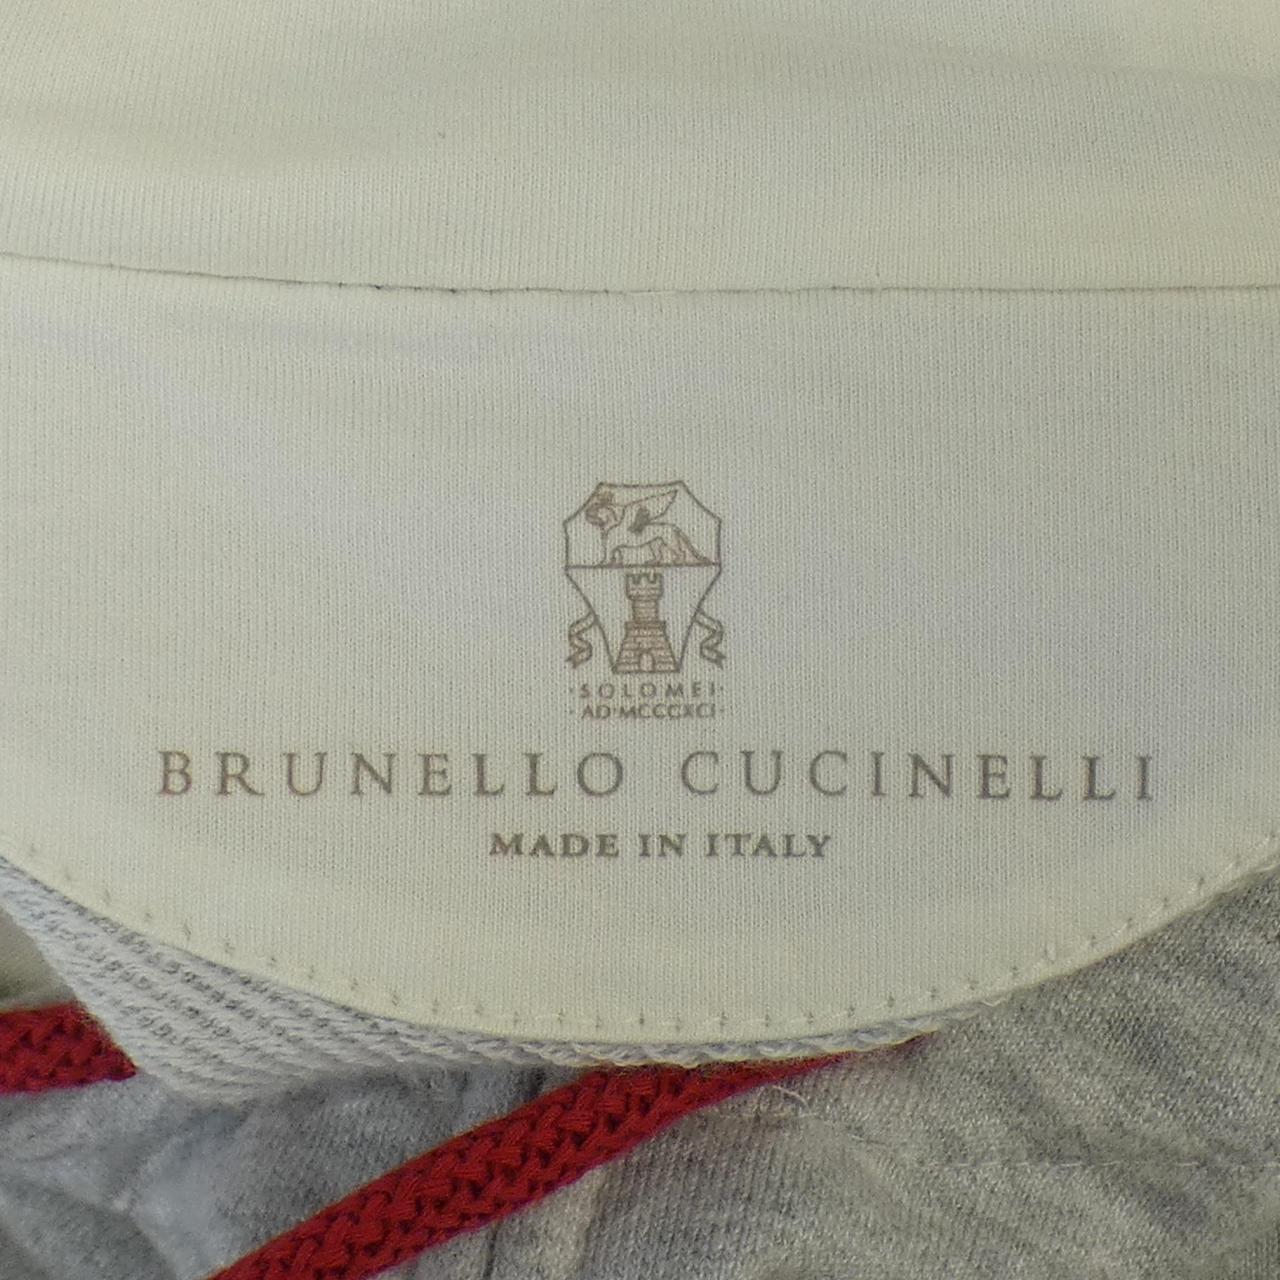 ·SOLOMEI·
·AD·MCCCXCI·
BRUNELLO CUCINELLI
MADE IN ITALY